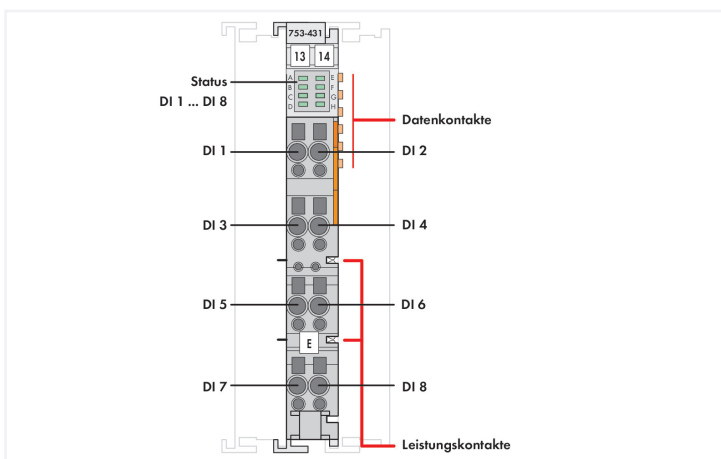 753-431
13 14
Status
DI 1 ... DI 8
A E
B F
C G
D H
Datenkontakte
DI 1 DI 2
DI 3 DI 4
DI 5 DI 6
E
DI 7 DI 8
Leistungskontakte